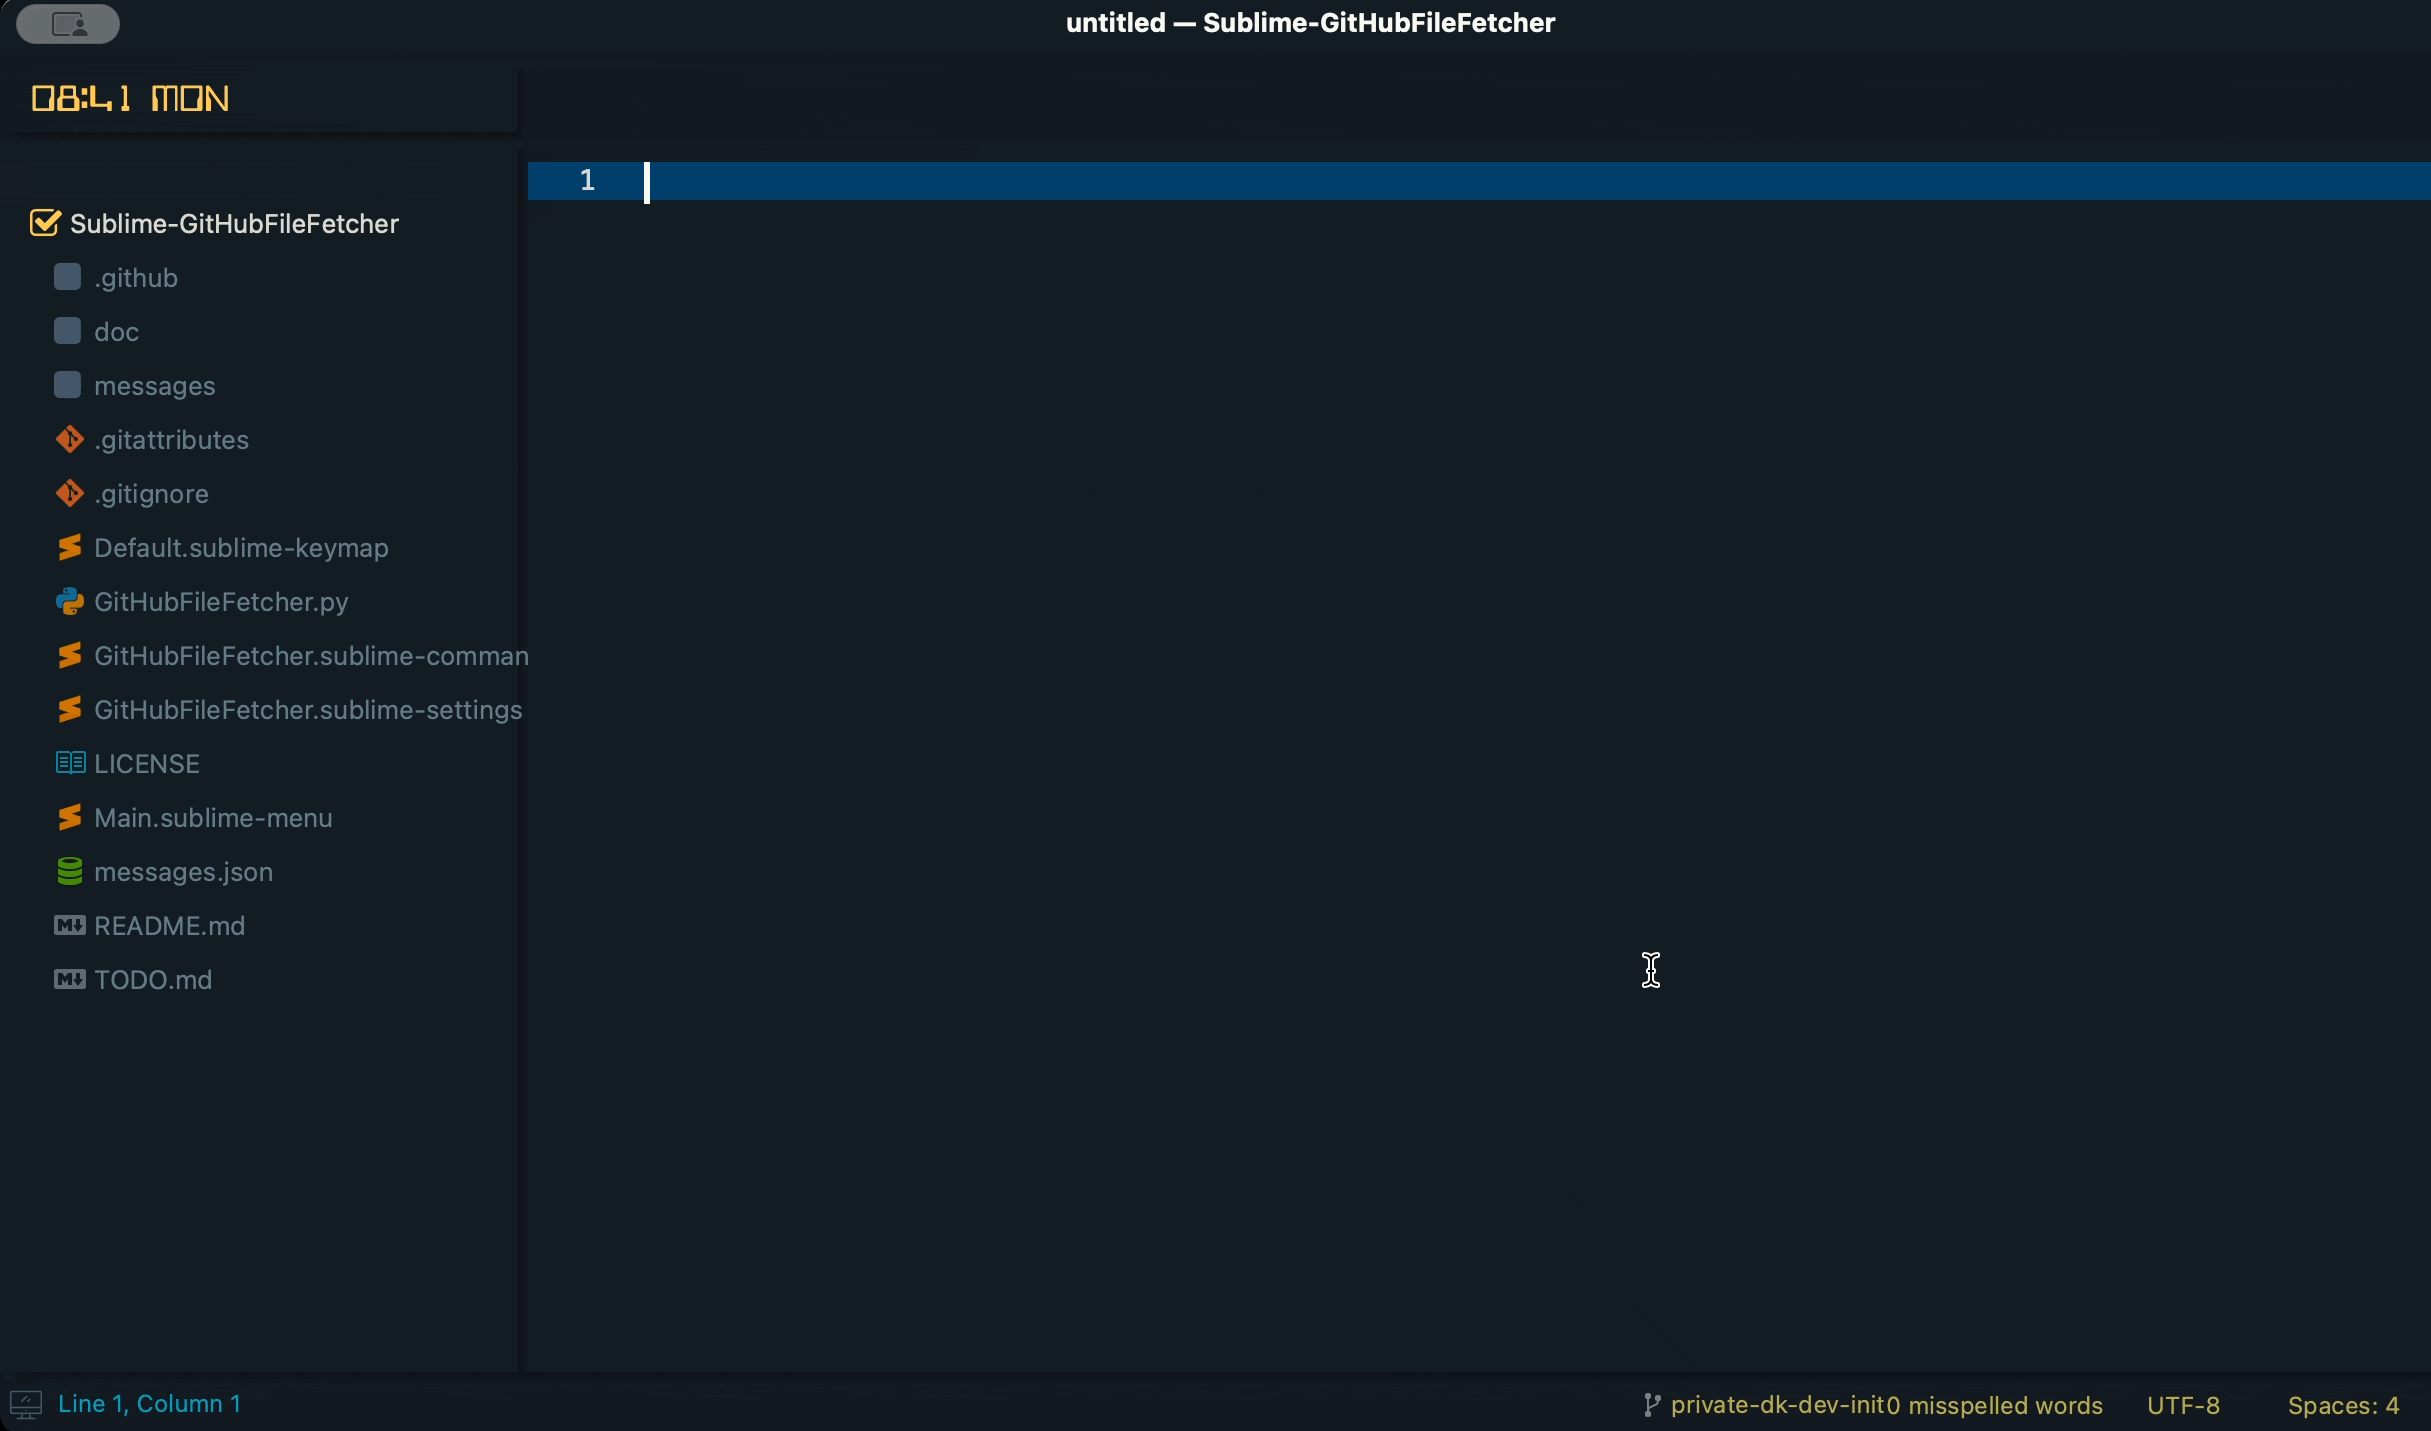 untitled — Sublime-GitHubFileFetcher
08:41 MON
1
Sublime-GitHubFileFetcher
.github
doc
messages
.gitattributes
.gitignore
Default.sublime-keymap
GitHubFileFetcher.py
GitHubFileFetcher.sublime-comman
GitHubFileFetcher.sublime-settings
LICENSE
Main.sublime-menu
messages.json
M↓ README.md
M↓ TODO.md
Line 1, Column 1 private-dk-dev-init0 misspelled words UTF-8 Spaces: 4